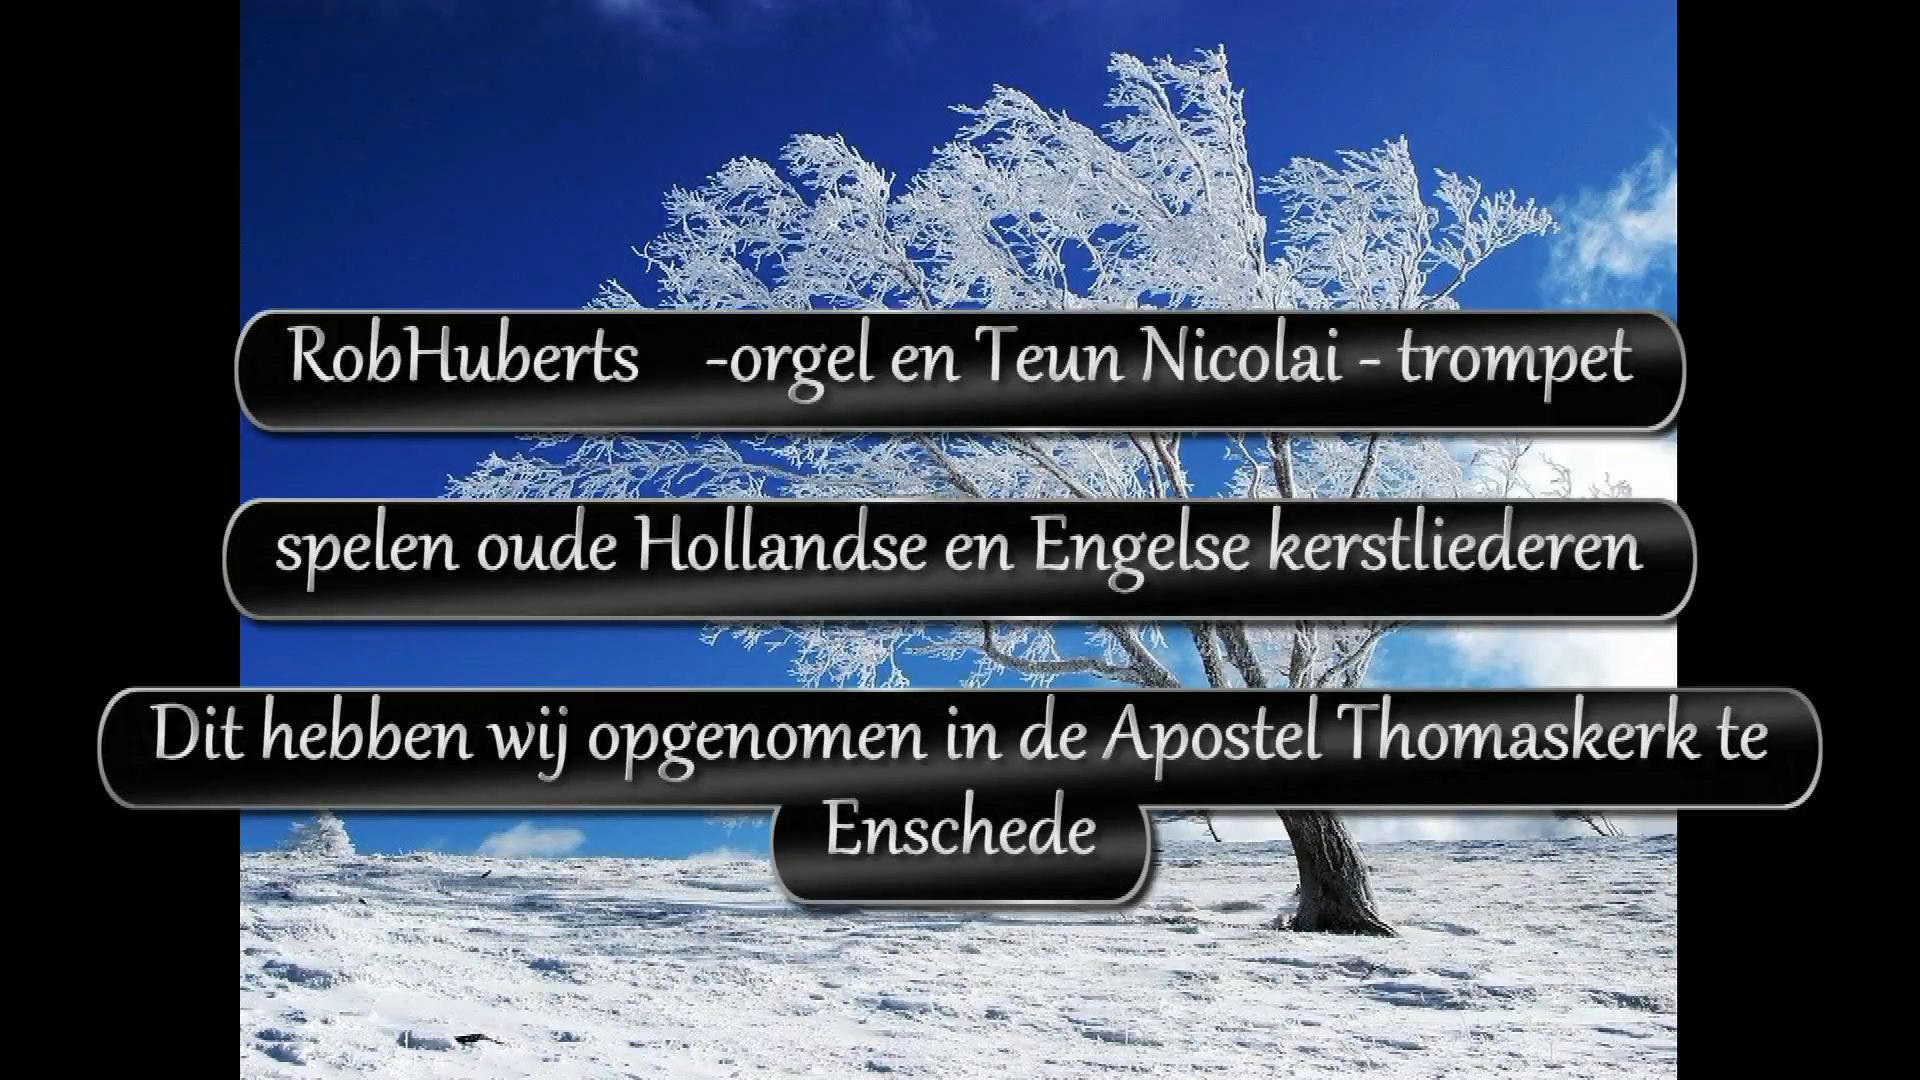 RobHuberts -orgel en Teun Nicolai - trompet
spelen oude Hollandse en Engelse kerstliederen
Dit hebben wij opgenomen in de Apostel Thomaskerk te
Enschede